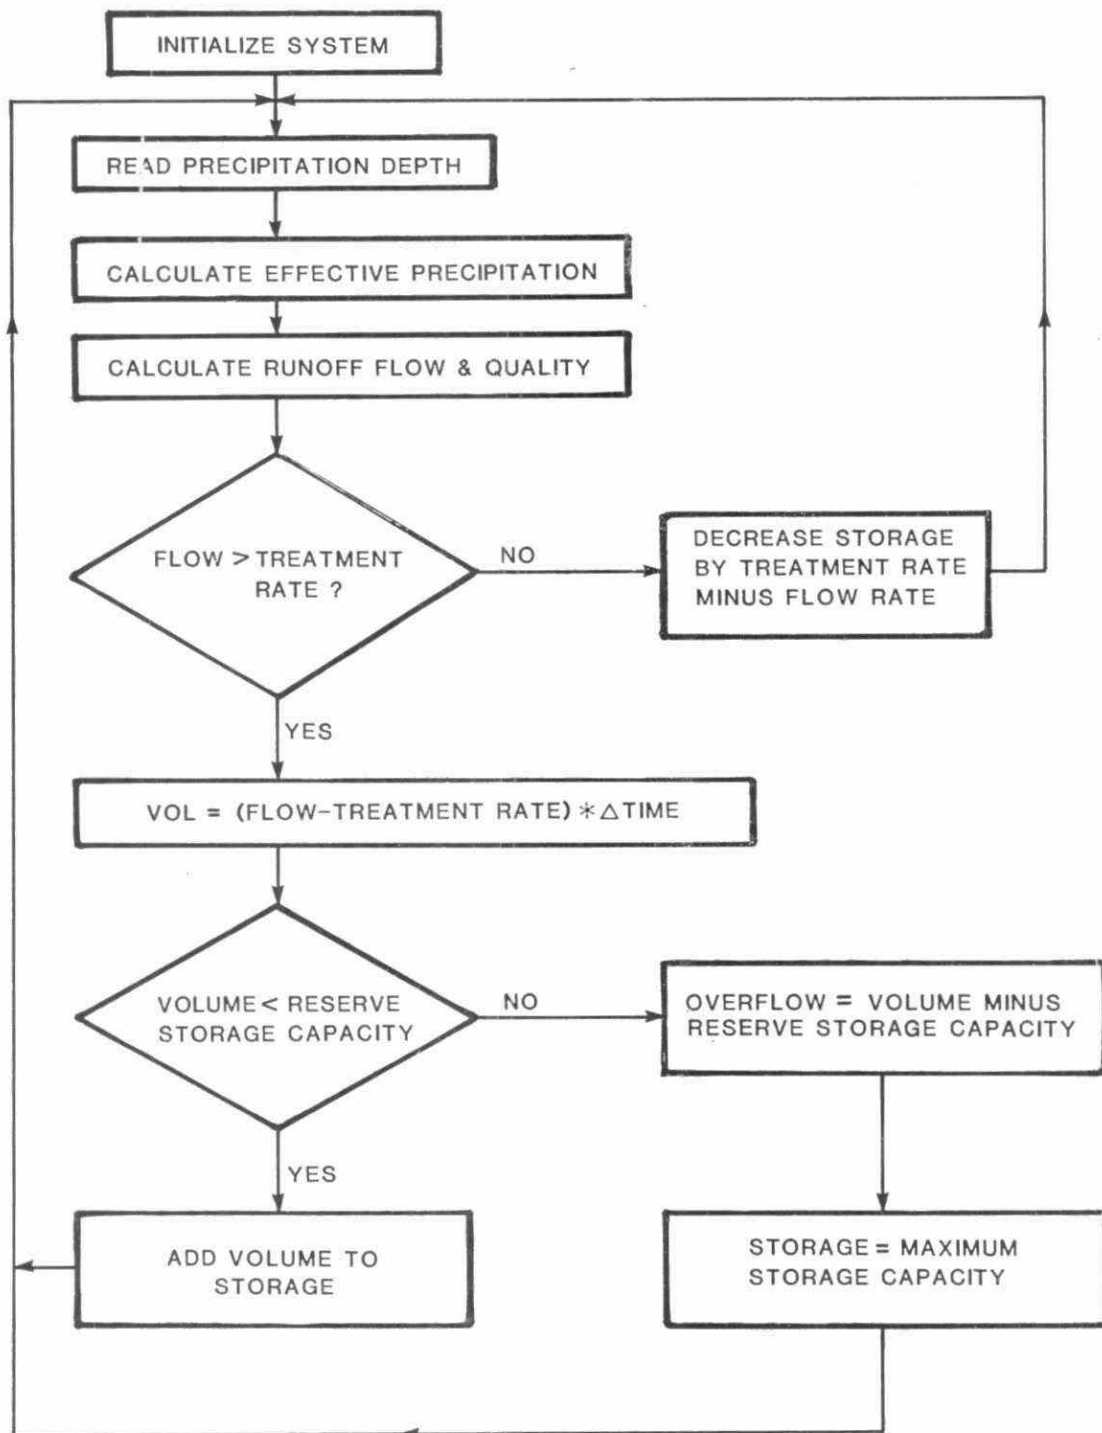 INITIALIZE SYSTEM
READ PRECIPITATION DEPTH
CALCULATE EFFECTIVE PRECIPITATION
CALCULATE RUNOFF FLOW & QUALITY
FLOW > TREATMENT
RATE ?
NO
DECREASE STORAGE
BY TREATMENT RATE
MINUS FLOW RATE
YES
VOL = (FLOW-TREATMENT RATE) * △TIME
VOLUME < RESERVE
STORAGE CAPACITY
NO
OVERFLOW = VOLUME MINUS
RESERVE STORAGE CAPACITY
YES
ADD VOLUME TO
STORAGE
STORAGE = MAXIMUM
STORAGE CAPACITY